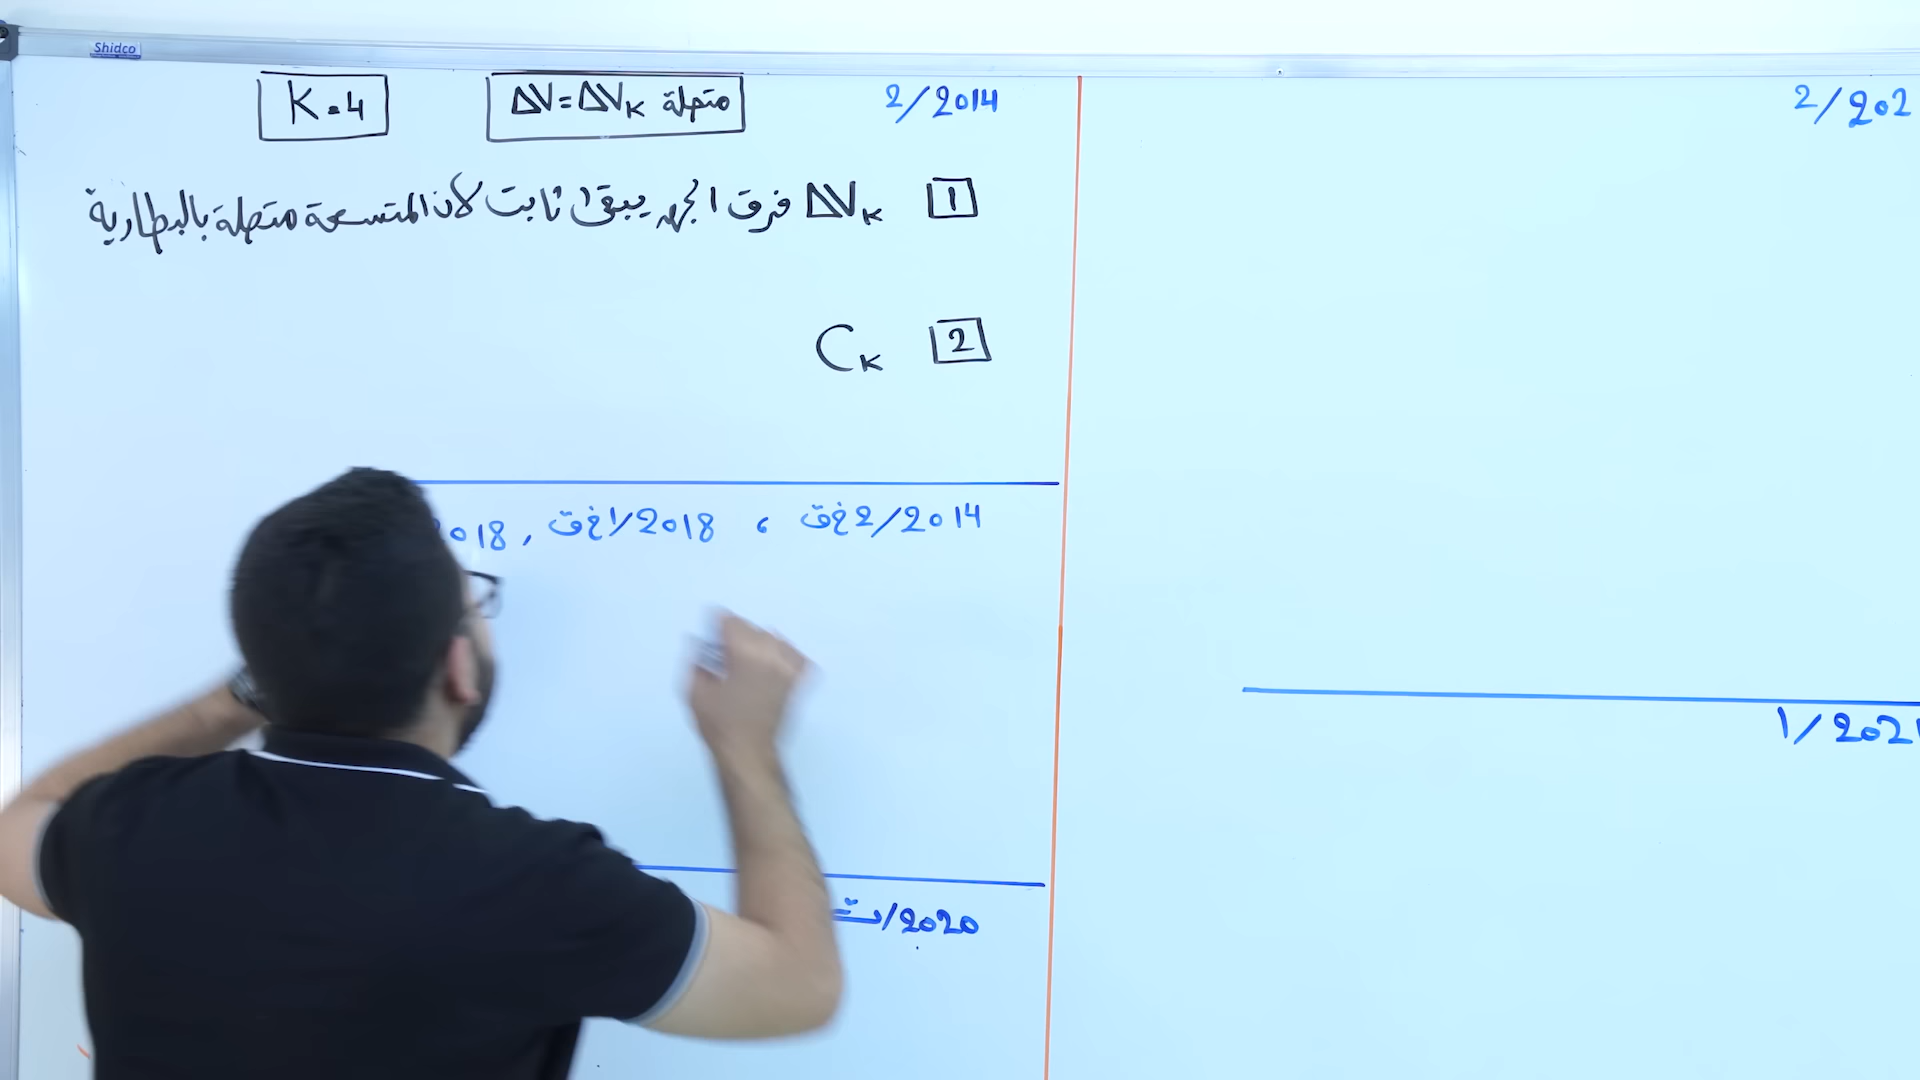 Shidco
K = 4
ΔV = ΔVK متصلة
2/2014
1 ΔVK فرق الجهد يبقى ثابت لأن المتسعة متصلة بالبطارية
2 CK
2/2014 خ ق ، 1/2018 خ ق , 018
ت/2020
2/202
1/2021